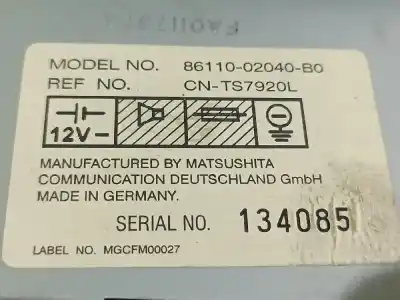 MODEL NO. 86110-02040-B0
REF NO. CN-TS7920L
12V
MANUFACTURED BY MATSUSHITA
COMMUNICATION DEUTSCHLAND GmbH
MADE IN GERMANY.
SERIAL NO. 134085
LABEL NO. MGCFM00027